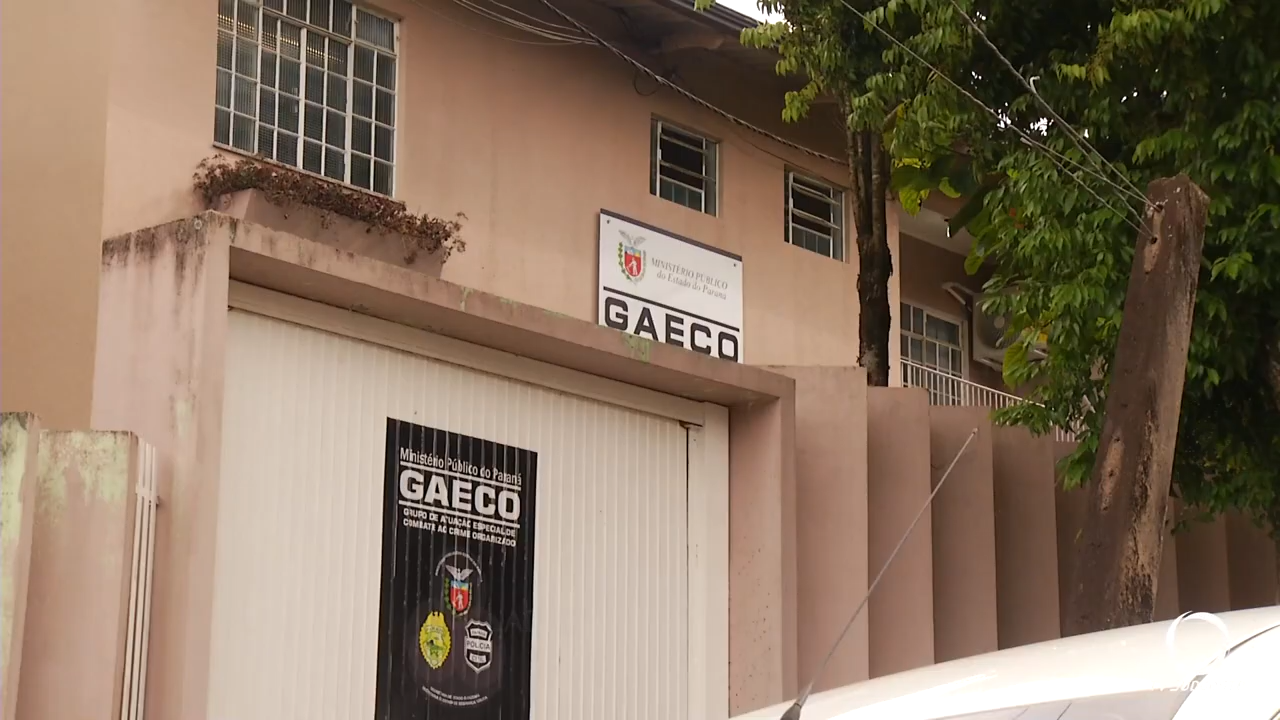 MINISTÉRIO PÚBLICO
do Estado do Paraná
GAECO
Ministério Público do Paraná
GAECO
GRUPO DE ATUAÇÃO ESPECIAL DE
COMBATE AO CRIME ORGANIZADO
POLÍCIA